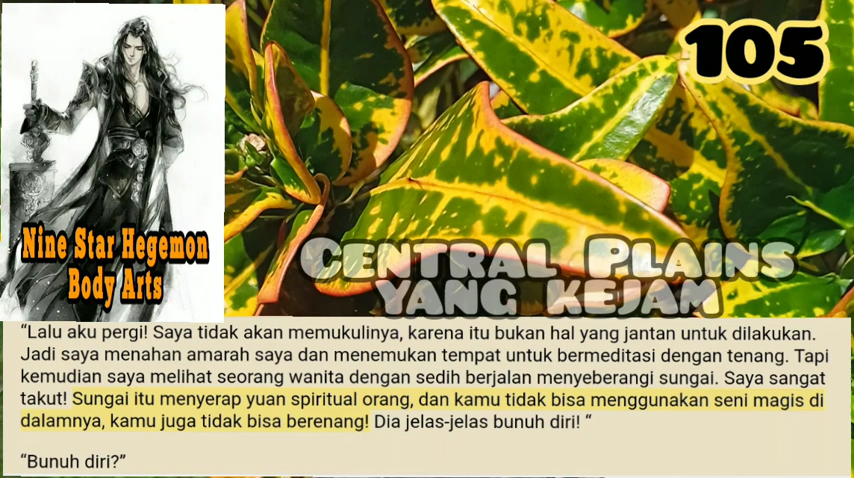 105
Nine Star Hegemon
Body Arts
CENTRAL PLAINS
YANG KEJAM
“Lalu aku pergi! Saya tidak akan memukulinya, karena itu bukan hal yang jantan untuk dilakukan.
Jadi saya menahan amarah saya dan menemukan tempat untuk bermeditasi dengan tenang. Tapi
kemudian saya melihat seorang wanita dengan sedih berjalan menyeberangi sungai. Saya sangat
takut! Sungai itu menyerap yuan spiritual orang, dan kamu tidak bisa menggunakan seni magis di
dalamnya, kamu juga tidak bisa berenang! Dia jelas-jelas bunuh diri! “
“Bunuh diri?”